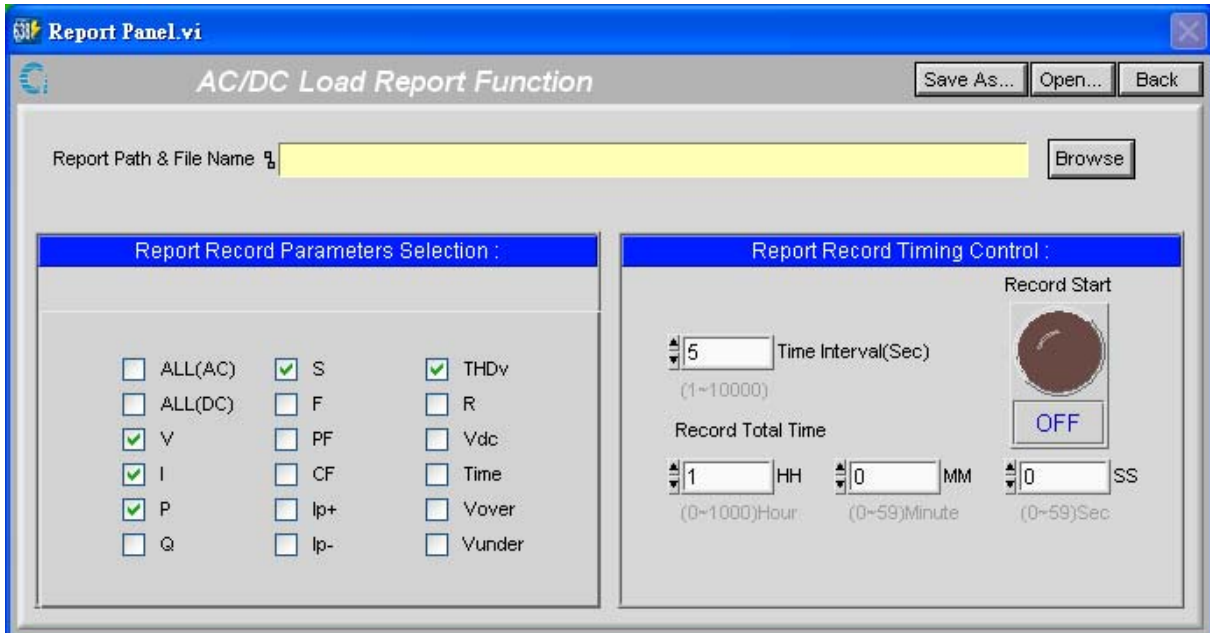 631 Report Panel.vi
AC/DC Load Report Function
Save As... Open... Back
Report Path & File Name
Browse
Report Record Parameters Selection :
ALL(AC) S THDv
ALL(DC) F R
V PF Vdc
I CF Time
P Ip+ Vover
Q Ip- Vunder
Report Record Timing Control :
Record Start
5 Time Interval(Sec)
(1~10000)
OFF
Record Total Time
1 HH 0 MM 0 SS
(0~1000)Hour (0~59)Minute (0~59)Sec